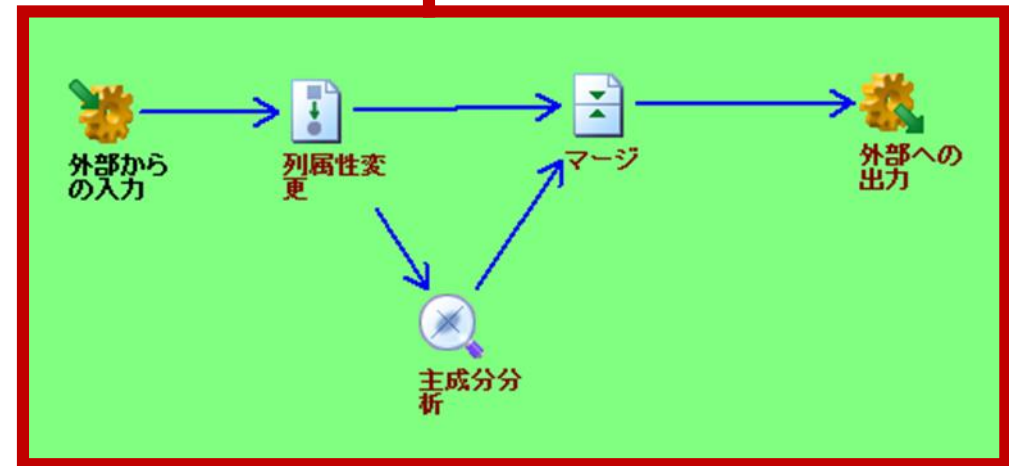 外部から
の入力
列属性変
更
マージ
外部への
出力
主成分分
析